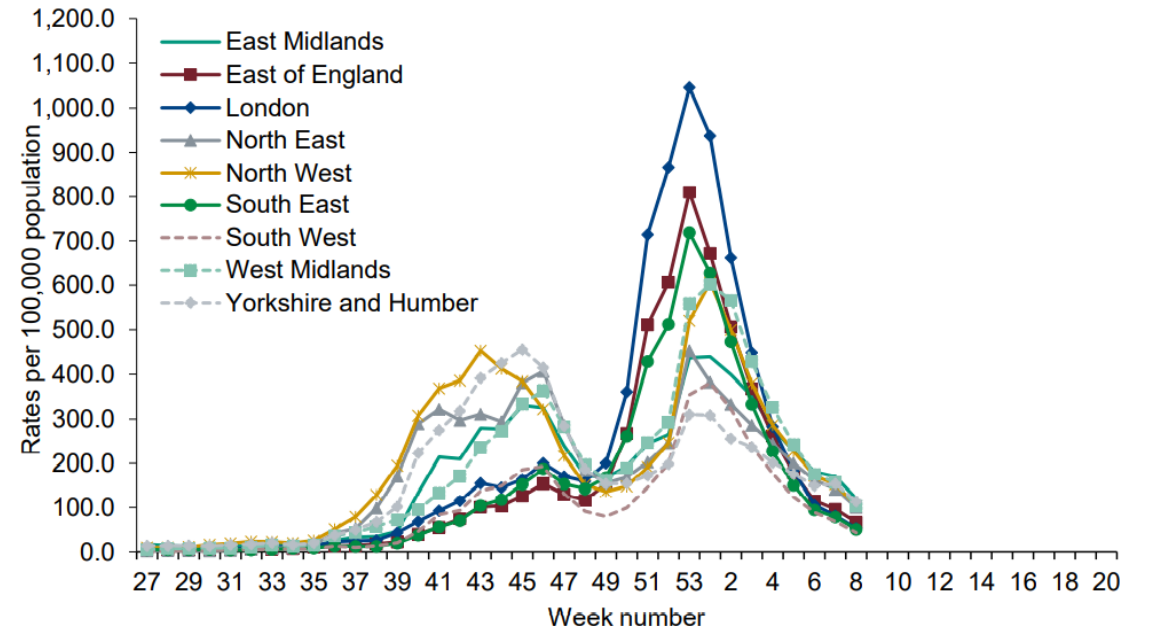 Rates per 100,000 population
1,200.0
1,100.0
1,000.0
900.0
800.0
700.0
600.0
500.0
400.0
300.0
200.0
100.0
0.0
East Midlands
East of England
London
North East
North West
South East
South West
West Midlands
Yorkshire and Humber
27 29 31 33 35 37 39 41 43 45 47 49 51 53 2 4 6 8 10 12 14 16 18 20
Week number